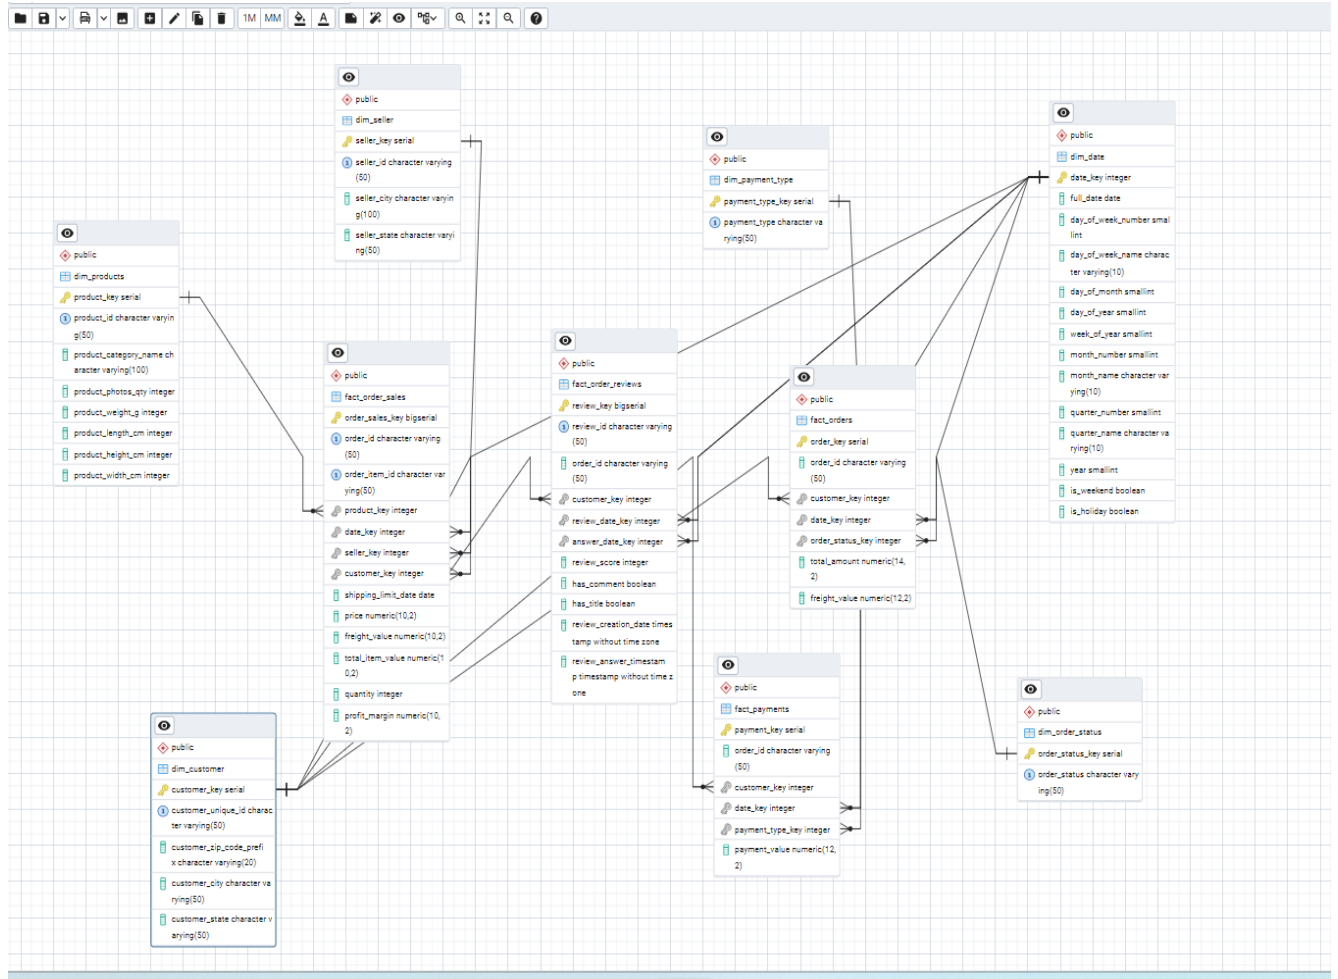 1M
MM
public
dim_seller
seller_key serial
seller_id character varying
(50)
seller_city character varyin
g(100)
seller_state character varyi
ng(50)
public
dim_payment_type
payment_type_key serial
payment_type character va
rying(50)
public
dim_date
date_key integer
full_date date
day_of_week_number smal
lint
day_of_week_name charac
ter varying(10)
day_of_month smallint
day_of_year smallint
week_of_year smallint
month_number smallint
month_name character var
ying(10)
quarter_number smallint
quarter_name character va
rying(10)
year smallint
is_weekend boolean
is_holiday boolean
public
dim_products
product_key serial
product_id character varyin
g(50)
product_category_name ch
aracter varying(100)
product_photos_qty integer
product_weight_g integer
product_length_cm integer
product_height_cm integer
product_width_cm integer
public
fact_order_sales
order_sales_key bigserial
order_id character varying
(50)
order_item_id character var
ying(50)
product_key integer
date_key integer
seller_key integer
customer_key integer
shipping_limit_date date
price numeric(10,2)
freight_value numeric(10,2)
total_item_value numeric(1
0,2)
quantity integer
profit_margin numeric(10,
2)
public
fact_order_reviews
review_key bigserial
review_id character varying
(50)
order_id character varying
(50)
customer_key integer
review_date_key integer
answer_date_key integer
review_score integer
has_comment boolean
has_title boolean
review_creation_date times
tamp without time zone
review_answer_timestam
p timestamp without time z
one
public
fact_orders
order_key serial
order_id character varying
(50)
customer_key integer
date_key integer
order_status_key integer
total_amount numeric(14,
2)
freight_value numeric(12,2)
public
fact_payments
payment_key serial
order_id character varying
(50)
customer_key integer
date_key integer
payment_type_key integer
payment_value numeric(12,
2)
public
dim_order_status
order_status_key serial
order_status character vary
ing(50)
public
dim_customer
customer_key serial
customer_unique_id charac
ter varying(50)
customer_zip_code_prefi
x character varying(20)
customer_city character va
rying(50)
customer_state character v
arying(50)